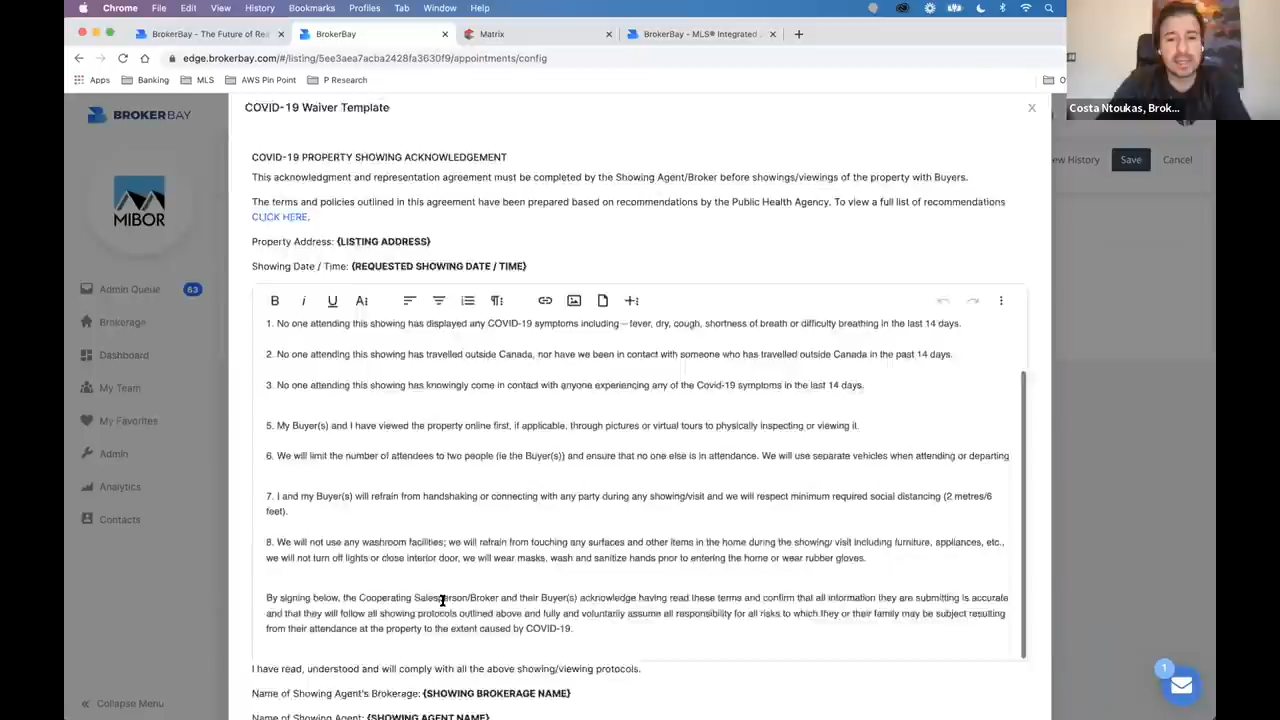 Chrome File Edit View History Bookmarks Profiles Tab Window Help
BrokerBay - The Future of Rea
BrokerBay
Matrix
BrokerBay - MLS® Integrated
edge.brokerbay.com/#/listing/5ee3aea7acba2428fa3630f9/appointments/config
Apps Banking MLS AWS Pin Point P Research
Costa Ntoukas, Brok...
BROKERBAY
COVID-19 Waiver Template
X
MIBOR
View History Save Cancel
Admin Queue 63
Brokerage
Dashboard
My Team
My Favorites
Admin
Analytics
Contacts
Collapse Menu
COVID-19 PROPERTY SHOWING ACKNOWLEDGEMENT
This acknowledgment and representation agreement must be completed by the Showing Agent/Broker before showings/viewings of the property with Buyers.
The terms and policies outlined in this agreement have been prepared based on recommendations by the Public Health Agency. To view a full list of recommendations
CLICK HERE.
Property Address: {LISTING ADDRESS}
Showing Date / Time: {REQUESTED SHOWING DATE / TIME}
1. No one attending this showing has displayed any COVID-19 symptoms including – fever, dry, cough, shortness of breath or difficulty breathing in the last 14 days.
2. No one attending this showing has travelled outside Canada, nor have we been in contact with someone who has travelled outside Canada in the past 14 days.
3. No one attending this showing has knowingly come in contact with anyone experiencing any of the Covid-19 symptoms in the last 14 days.
5. My Buyer(s) and I have viewed the property online first, if applicable, through pictures or virtual tours to physically inspecting or viewing it.
6. We will limit the number of attendees to two people (ie the Buyer(s)) and ensure that no one else is in attendance. We will use separate vehicles when attending or departing
7. I and my Buyer(s) will refrain from handshaking or connecting with any party during any showing/visit and we will respect minimum required social distancing (2 metres/6
feet).
8. We will not use any washroom facilities; we will refrain from touching any surfaces and other items in the home during the showing/ visit including furniture, appliances, etc.,
we will not turn off lights or close interior door, we will wear masks, wash and sanitize hands prior to entering the home or wear rubber gloves.
By signing below, the Cooperating Salesperson/Broker and their Buyer(s) acknowledge having read these terms and confirm that all information they are submitting is accurate
and that they will follow all showing protocols outlined above and fully and voluntarily assume all responsibility for all risks to which they or their family may be subject resulting
from their attendance at the property to the extent caused by COVID-19.
I have read, understood and will comply with all the above showing/viewing protocols.
Name of Showing Agent's Brokerage: {SHOWING BROKERAGE NAME}
Name of Showing Agent: {SHOWING AGENT NAME}
1